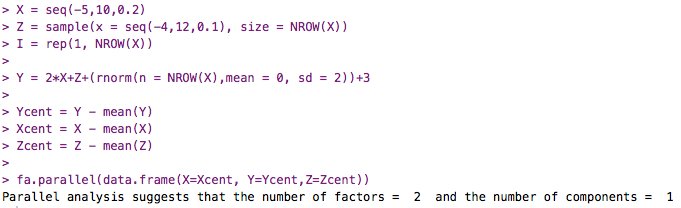 > X = seq(-5,10,0.2)
> Z = sample(x = seq(-4,12,0.1), size = NROW(X))
> I = rep(1, NROW(X))
>
> Y = 2*X+Z+(rnorm(n = NROW(X),mean = 0, sd = 2))+3
>
> Ycent = Y - mean(Y)
> Xcent = X - mean(X)
> Zcent = Z - mean(Z)
>
> fa.parallel(data.frame(X=Xcent, Y=Ycent,Z=Zcent))
Parallel analysis suggests that the number of factors =  2  and the number of components =  1